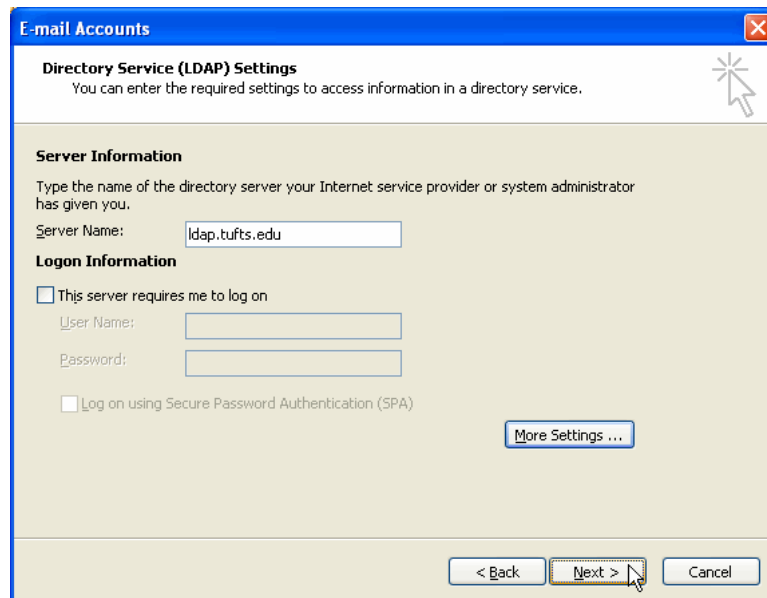 E-mail Accounts
Directory Service (LDAP) Settings
You can enter the required settings to access information in a directory service.
Server Information
Type the name of the directory server your Internet service provider or system administrator
has given you.
Server Name: ldap.tufts.edu
Logon Information
This server requires me to log on
User Name:
Password:
Log on using Secure Password Authentication (SPA)
More Settings ...
< Back Next > Cancel